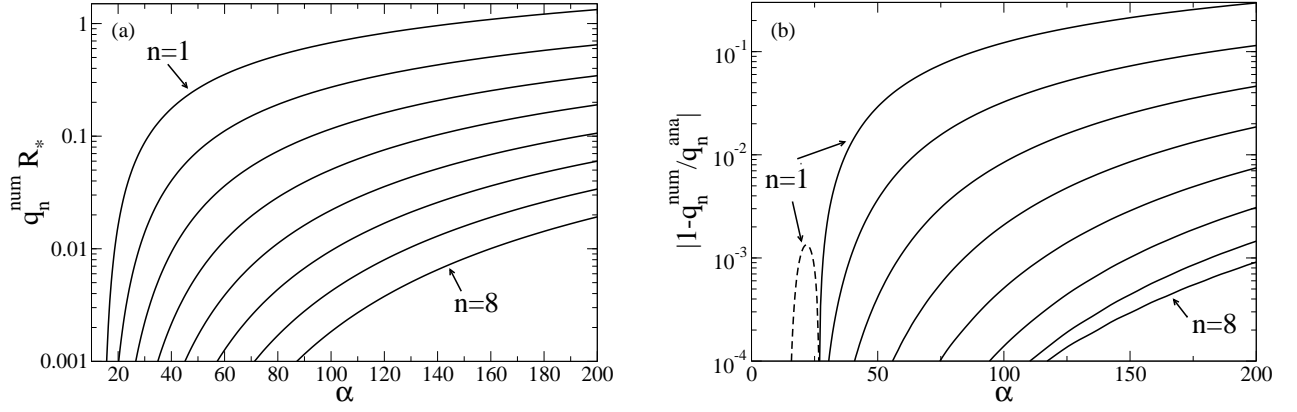 (a)
n=1
n=8
1
0.1
0.01
0.001
q_n^num R_*
20 40 60 80 100 120 140 160 180 200
α
(b)
n=1
n=8
10^-1
10^-2
10^-3
10^-4
|1-q_n^num/q_n^ana|
0 50 100 150 200
α